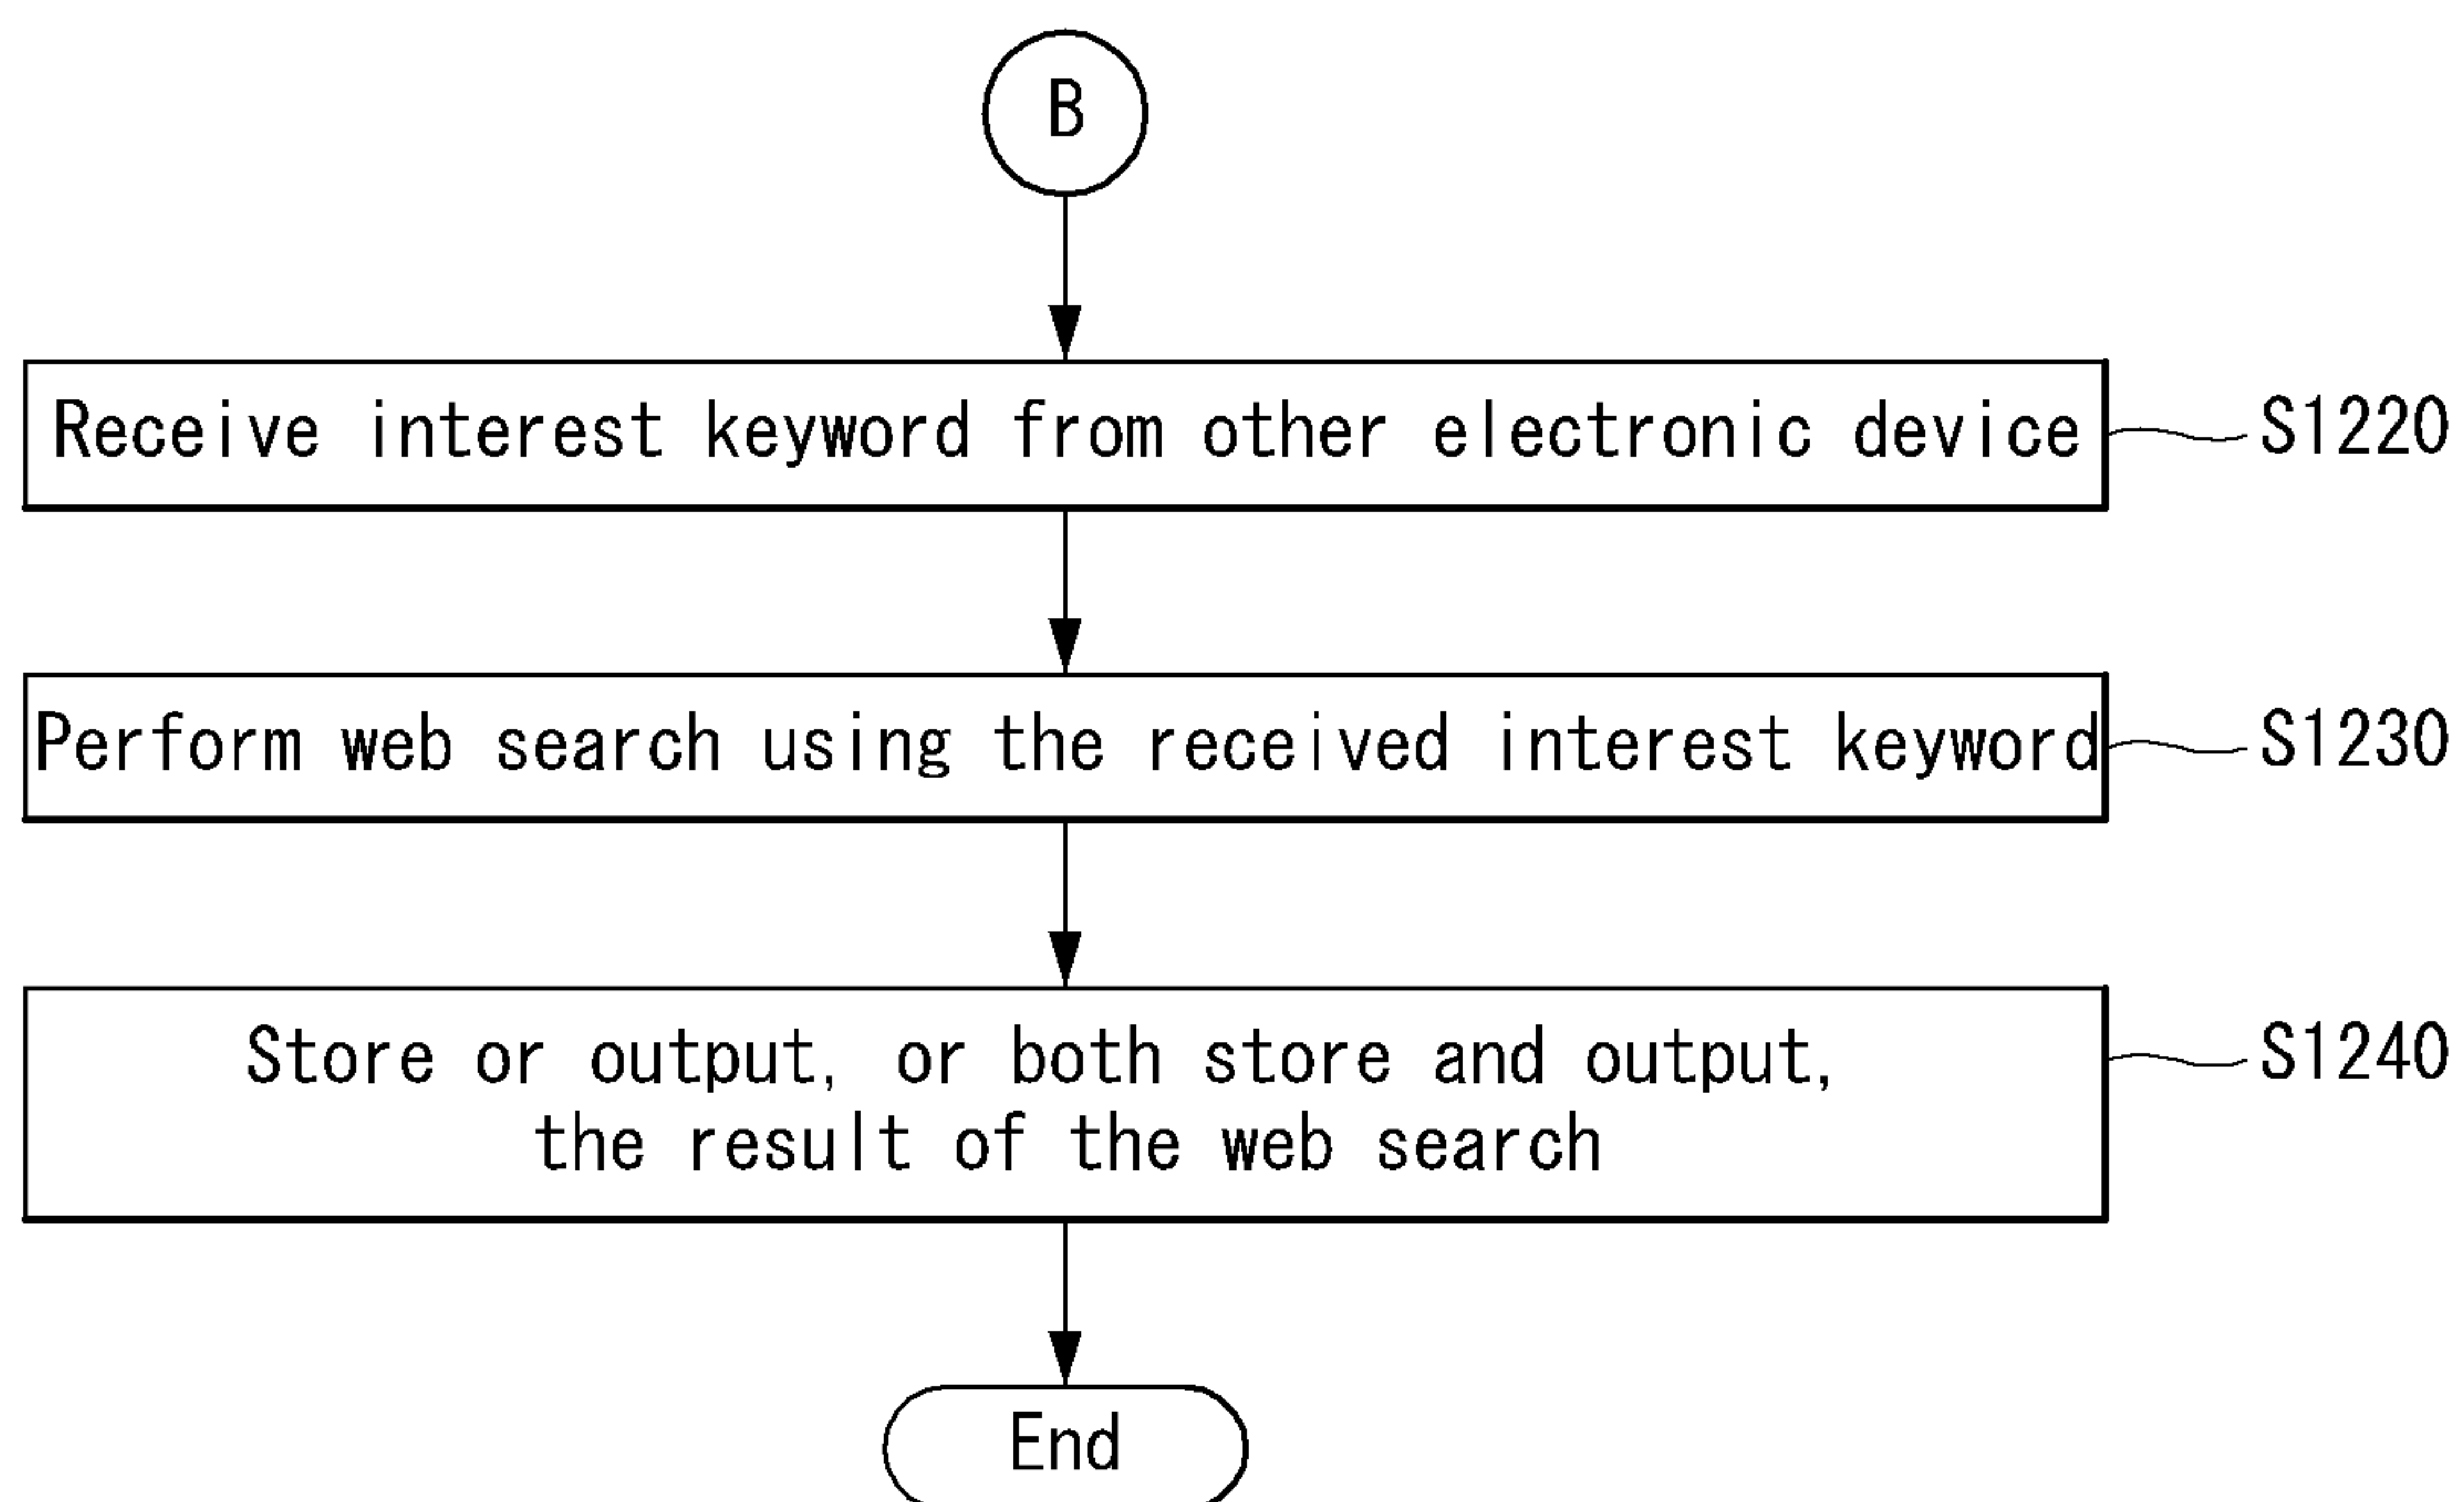 B
Receive interest keyword from other electronic device
S1220
Perform web search using the received interest keyword
S1230
Store or output, or both store and output,
the result of the web search
S1240
End